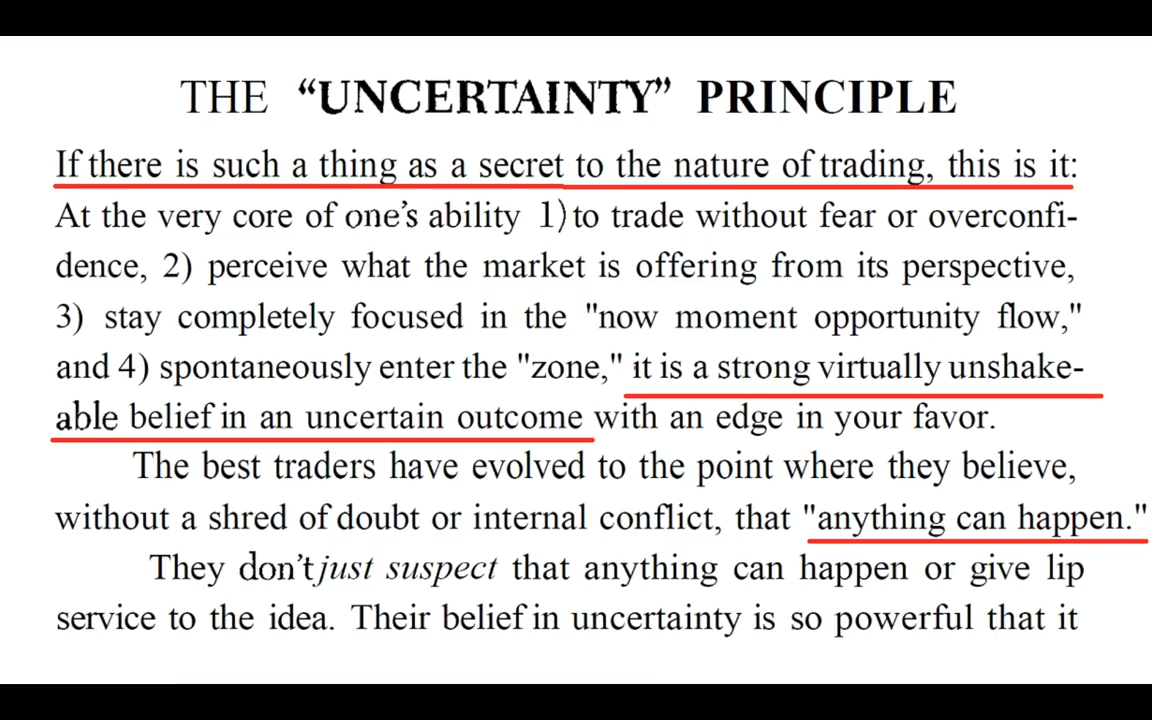 THE “UNCERTAINTY” PRINCIPLE
If there is such a thing as a secret to the nature of trading, this is it:
At the very core of one’s ability 1) to trade without fear or overconfi-
dence, 2) perceive what the market is offering from its perspective,
3) stay completely focused in the "now moment opportunity flow,"
and 4) spontaneously enter the "zone," it is a strong virtually unshake-
able belief in an uncertain outcome with an edge in your favor.
The best traders have evolved to the point where they believe,
without a shred of doubt or internal conflict, that "anything can happen."
They don’t just suspect that anything can happen or give lip
service to the idea. Their belief in uncertainty is so powerful that it